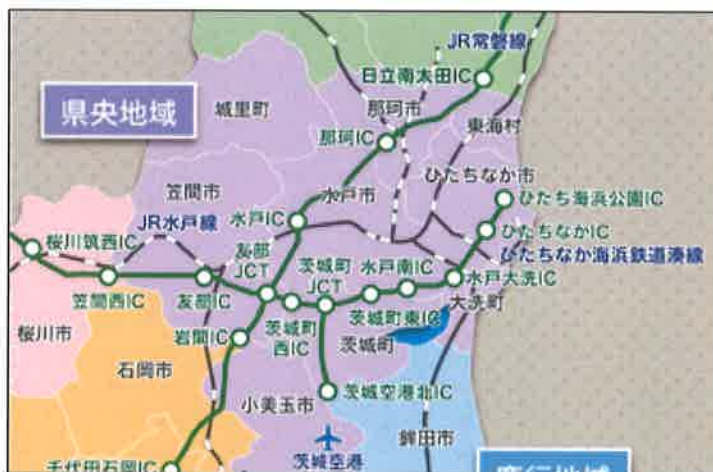 JR常磐線
日立南太田IC
県央地域
城里町
那珂市
東海村
那珂IC
ひたちなか市
笠間市
水戸市
ひたち海浜公園IC
水戸IC
JR水戸線
ひたちなかIC
桜川筑西IC
友部
JCT
茨城町
JCT
水戸南IC
ひたちなか海浜鉄道湊線
水戸大洗IC
笠間西IC
友部IC
大洗町
茨城町
西IC
茨城町東IC
桜川市
岩間IC
茨城町
石岡市
小美玉市
茨城空港北IC
鉾田市
茨城空港
千代田石岡IC
鹿行地域